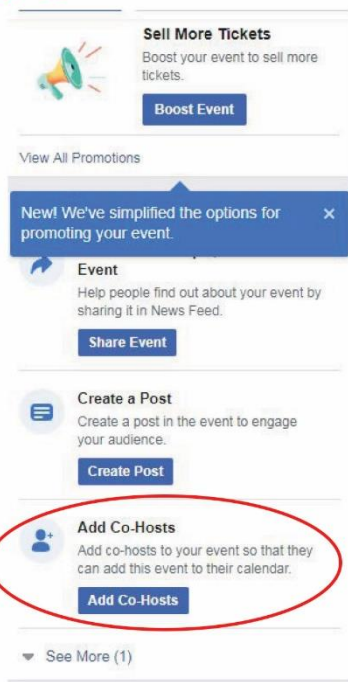 Sell More Tickets
Boost your event to sell more
tickets.
Boost Event
View All Promotions
New! We've simplified the options for
promoting your event.
Event
Help people find out about your event by
sharing it in News Feed.
Share Event
Create a Post
Create a post in the event to engage
your audience.
Create Post
Add Co-Hosts
Add co-hosts to your event so that they
can add this event to their calendar.
Add Co-Hosts
See More (1)